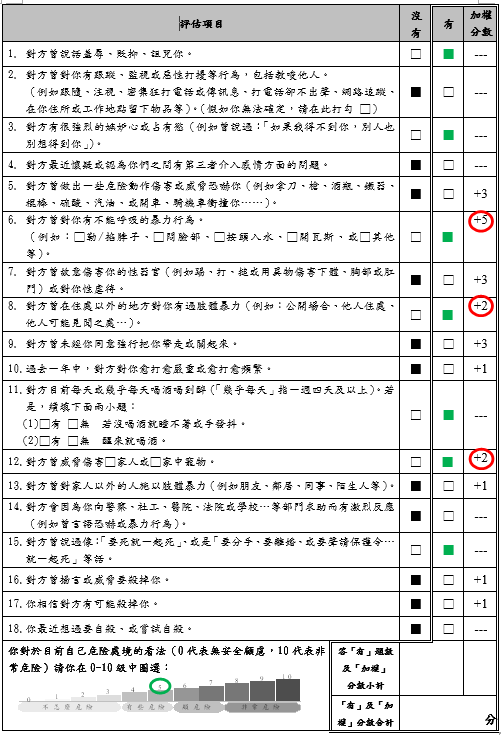 評估項目 沒有 有 加權分數
1. 對方曾說話羞辱、貶抑、詛咒你。 □ ■ ---
2. 對方曾對你有跟蹤、監視或惡性打擾等行為,包括教唆他人。
(例如跟隨、注視、密集狂打電話或傳訊息、打電話卻不出聲、網路追蹤、
在你住所或工作地點留下物品等)。(假如你無法確定,請在此打勾 □) ■ □ ---
3. 對方有很強烈的嫉妒心或占有慾(例如曾說過:「如果我得不到你,別人也
別想得到你」)。 □ ■ ---
4. 對方最近懷疑或認為你們之間有第三者介入感情方面的問題。 ■ □ ---
5. 對方曾做出一些危險動作傷害或威脅恐嚇你(例如拿刀、槍、酒瓶、鐵器、
棍棒、硫酸、汽油、或開車、騎機車衝撞你……)。 ■ □ +3
6. 對方曾對你有不能呼吸的暴力行為。
(例如:□勒/掐脖子、□悶臉部、□按頭入水、□開瓦斯、或□其他
等)。 □ ■ +5
7. 對方曾故意傷害你的性器官(例如踢、打、搥或用異物傷害下體、胸部或肛
門)或對你性虐待。 ■ □ +3
8. 對方曾在住處以外的地方對你有過肢體暴力(例如:公開場合、他人住處、
他人可能見聞之處…)。 □ ■ +2
9. 對方曾未經你同意強行把你帶走或關起來。 ■ □ +3
10.過去一年中,對方對你愈打愈嚴重或愈打愈頻繁。 ■ □ +1
11.對方目前每天或幾乎每天喝酒喝到醉(「幾乎每天」指一週四天及以上)。若
是,續填下面兩小題:
(1)□有 □無 若沒喝酒就睡不著或手發抖。
(2)□有 □無 醒來就喝酒。 □ ■ ---
12.對方曾威脅傷害□家人或□家中寵物。 □ ■ +2
13.對方曾對家人以外的人施以肢體暴力(例如朋友、鄰居、同事、陌生人等)。 ■ □ +1
14.對方會因為你向警察、社工、醫院、法院或學校…等部門求助而有激烈反應
(例如曾言語恐嚇或暴力行為)。 ■ □ ---
15.對方曾說過像:「要死就一起死」、或是「要分手、要離婚、或要聲請保護令…
就一起死」等話。 □ ■ ---
16.對方曾揚言或威脅要殺掉你。 ■ □ +1
17.你相信對方有可能殺掉你。 ■ □ +1
18.你最近想過要自殺、或嘗試自殺。 ■ □ ---
你對於目前自己危險處境的看法(0 代表無安全顧慮,10 代表非
常危險)請你在 0-10 級中圈選:
0 1 2 3 4 5 6 7 8 9 10
不怎麼危險 有些危險 頗危險 非常危險
答「有」題數
及「加權」
分數小計
「有」及「加
權」分數合計 分